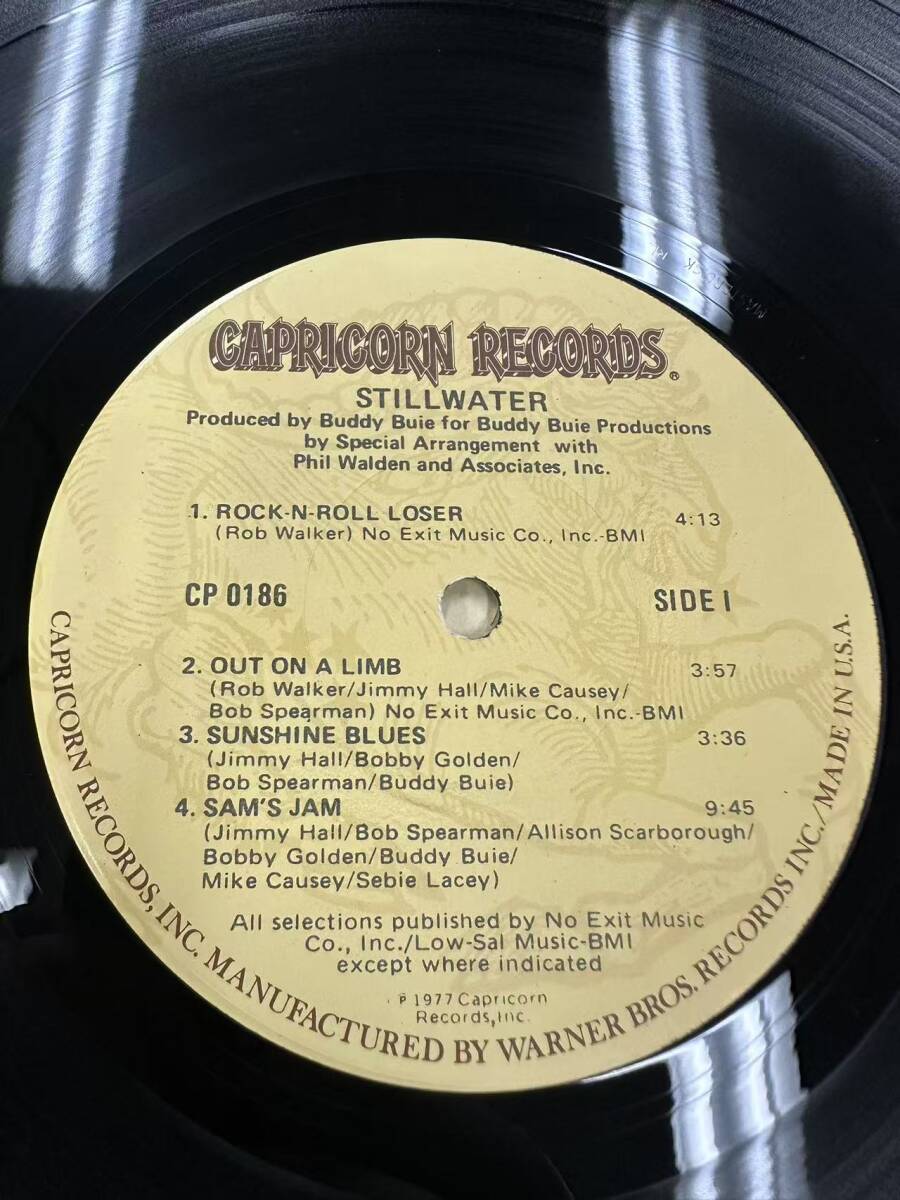 CAPRICORN RECORDS®
STILLWATER
Produced by Buddy Buie for Buddy Buie Productions
by Special Arrangement with
Phil Walden and Associates, Inc.
1. ROCK-N-ROLL LOSER 4:13
(Rob Walker) No Exit Music Co., Inc.-BMI
CP 0186 SIDE I
2. OUT ON A LIMB 3:57
(Rob Walker/Jimmy Hall/Mike Causey/
Bob Spearman) No Exit Music Co., Inc.-BMI
3. SUNSHINE BLUES 3:36
(Jimmy Hall/Bobby Golden/
Bob Spearman/Buddy Buie)
4. SAM'S JAM 9:45
(Jimmy Hall/Bob Spearman/Allison Scarborough/
Bobby Golden/Buddy Buie/
Mike Causey/Sebie Lacey)
All selections published by No Exit Music
Co., Inc./Low-Sal Music-BMI
except where indicated
℗ 1977 Capricorn
Records, Inc.
CAPRICORN RECORDS, INC. MANUFACTURED BY WARNER BROS. RECORDS INC./MADE IN U.S.A.